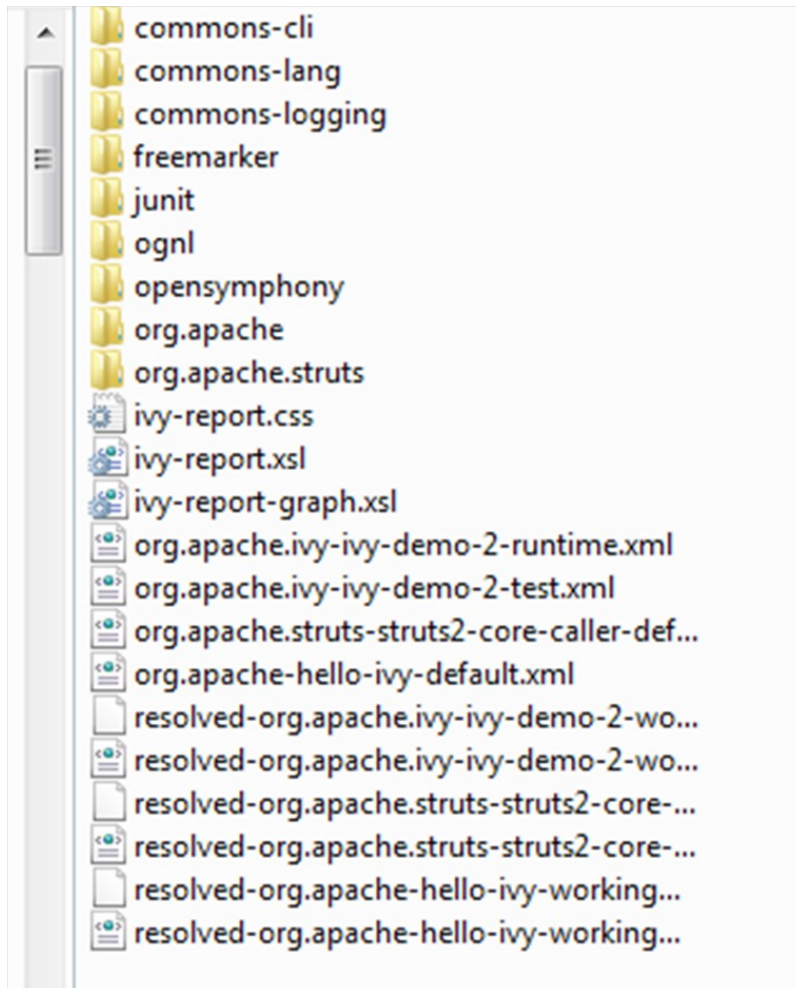 commons-cli
commons-lang
commons-logging
freemarker
junit
ognl
opensymphony
org.apache
org.apache.struts
ivy-report.css
ivy-report.xsl
ivy-report-graph.xsl
org.apache.ivy-ivy-demo-2-runtime.xml
org.apache.ivy-ivy-demo-2-test.xml
org.apache.struts-struts2-core-caller-def...
org.apache-hello-ivy-default.xml
resolved-org.apache.ivy-ivy-demo-2-wo...
resolved-org.apache.ivy-ivy-demo-2-wo...
resolved-org.apache.struts-struts2-core-...
resolved-org.apache.struts-struts2-core-...
resolved-org.apache-hello-ivy-working...
resolved-org.apache-hello-ivy-working...